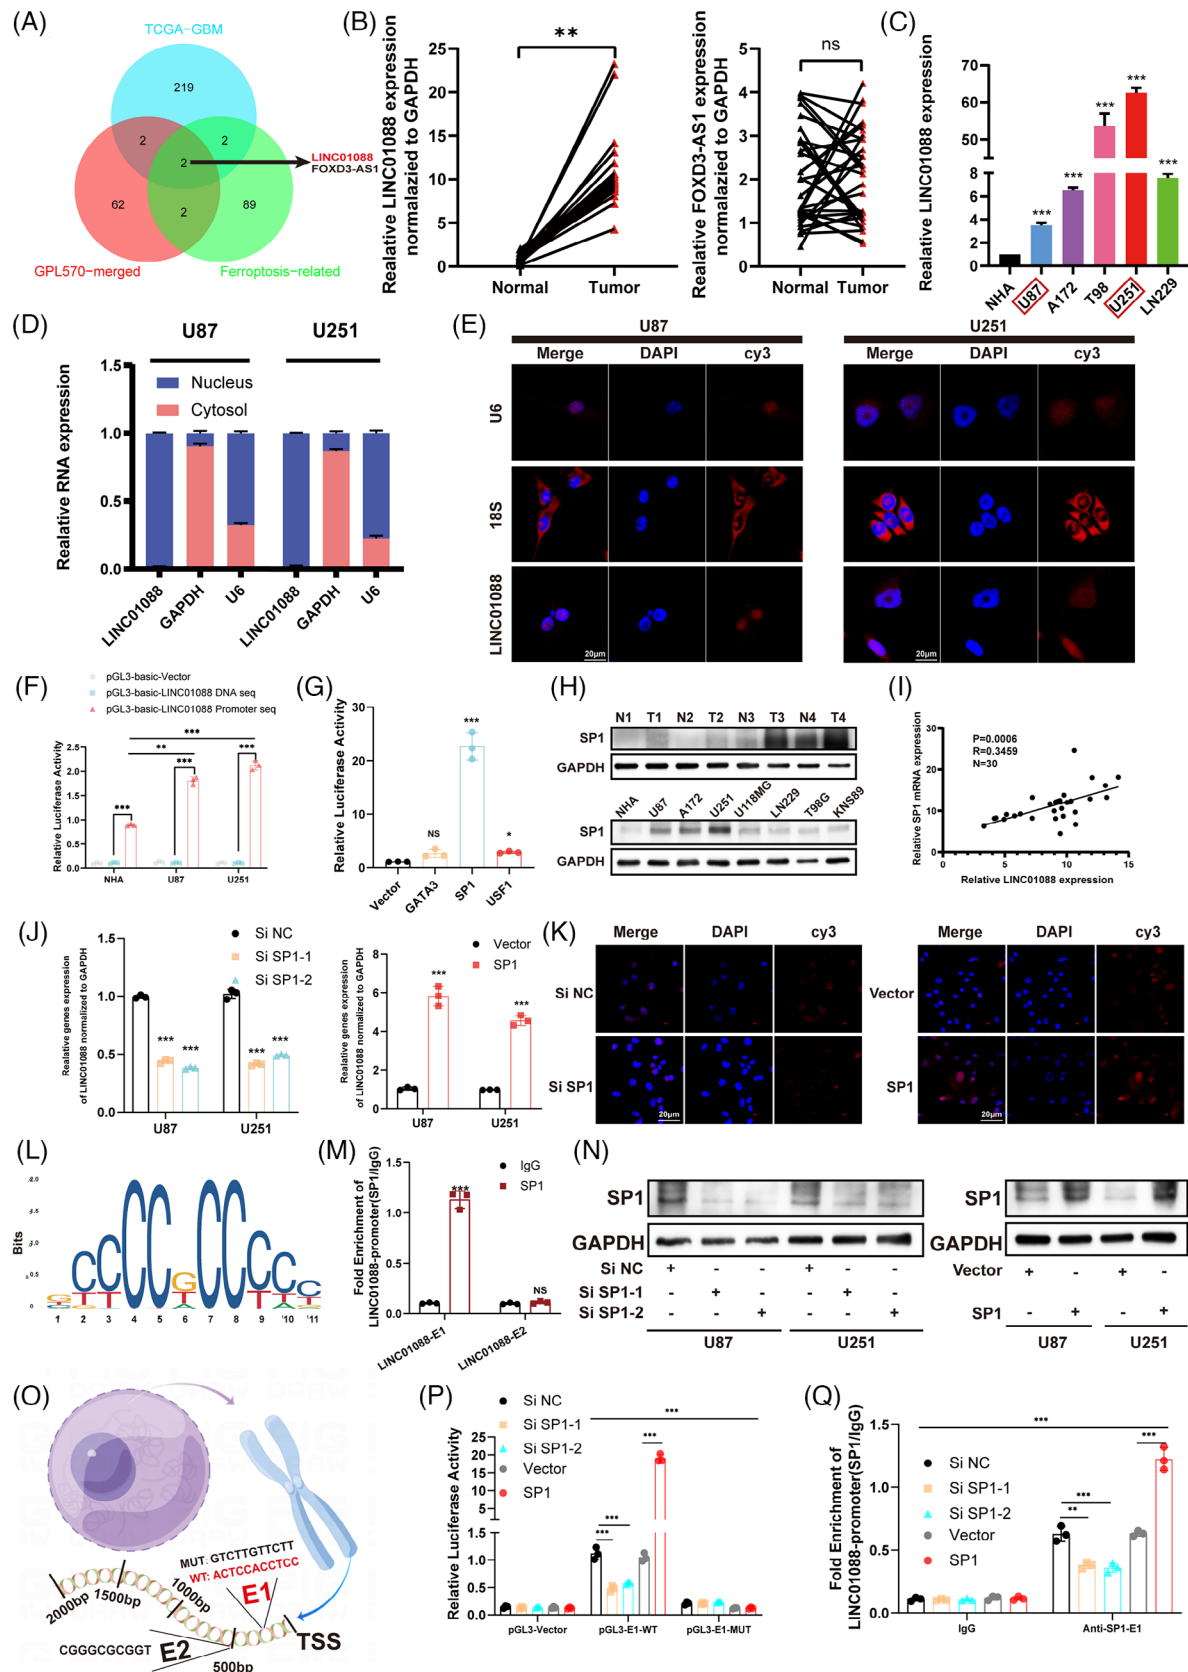 (A)
TCGA-GBM
219
2
2
2
62
2
89
LINC01088
FOXD3-AS1
GPL570-merged
Ferroptosis-related
(B)
Realative LINC01088 expression
normalazied to GAPDH
25
20
15
10
5
0
**
Normal
Tumor
Realative FOXD3-AS1 expression
normalized to GAPDH
5
4
3
2
1
0
ns
Normal
Tumor
(C)
Realative LINC01088 expression
70
60
50
40
8
6
4
2
0
***
***
***
***
***
NHA
U87
A172
T98
U251
LN229
(D)
U87
U251
Realative RNA expression
1.5
1.0
0.5
0.0
Nucleus
Cytosol
LINC01088
GAPDH
U6
LINC01088
GAPDH
U6
(E)
U87
U251
Merge
DAPI
cy3
Merge
DAPI
cy3
U6
18S
LINC01088
20μm
20μm
(F)
pGL3-basic-Vector
pGL3-basic-LINC01088 DNA seq
pGL3-basic-LINC01088 Promoter seq
Relative Luciferase Activity
2.5
2.0
1.5
1.0
0.5
0.0
***
**
***
***
***
NHA
U87
U251
(G)
Relative Luciferase Activity
40
30
20
10
0
NS
***
*
Vector
GATA3
SP1
USF1
(H)
N1 T1 N2 T2 N3 T3 N4 T4
SP1
GAPDH
NHA U87 A172 U251 U118MG LN229 T98G KNS89
SP1
GAPDH
(I)
Relative SP1 mRNA expression
30
20
10
0
P=0.0006
R=0.3459
N=30
0 5 10 15
Relative LINC01088 expression
(J)
Realative genes expression
of LINC01088 normalized to GAPDH
1.5
1.0
0.5
0.0
Si NC
Si SP1-1
Si SP1-2
***
***
***
***
U87
U251
Realative genes expression
of LINC01088 normalized to GAPDH
8
6
4
2
0
Vector
SP1
***
***
U87
U251
(K)
Merge
DAPI
cy3
Merge
DAPI
cy3
Si NC
Si SP1
Vector
SP1
20μm
20μm
(L)
Bits
1 2 3 4 5 6 7 8 9 10 11
(M)
Fold Enrichment of
LINC01088-promoter(SP1/IgG)
1.5
1.0
0.5
0.0
IgG
SP1
***
NS
LINC01088-E1
LINC01088-E2
(N)
SP1
GAPDH
Si NC + - - + - -
Si SP1-1 - + - - + -
Si SP1-2 - - + - - +
U87
U251
SP1
GAPDH
Vector + - + -
SP1 - + - +
U87
U251
(O)
MUT: GTCTTGTTCTT
WT: ACTCCACCTCC
E1
2000bp
1500bp
1000bp
500bp
TSS
CGGGCGCGGT
E2
(P)
Si NC
Si SP1-1
Si SP1-2
Vector
SP1
Relative Luciferase Activity
25
20
15
10
5
1.5
1.0
0.5
0.0
***
***
***
***
pGL3-Vector
pGL3-E1-WT
pGL3-E1-MUT
(Q)
Fold Enrichment of
LINC01088-promoter(SP1/IgG)
1.5
1.0
0.5
0.0
Si NC
Si SP1-1
Si SP1-2
Vector
SP1
***
***
***
**
IgG
Anti-SP1-E1